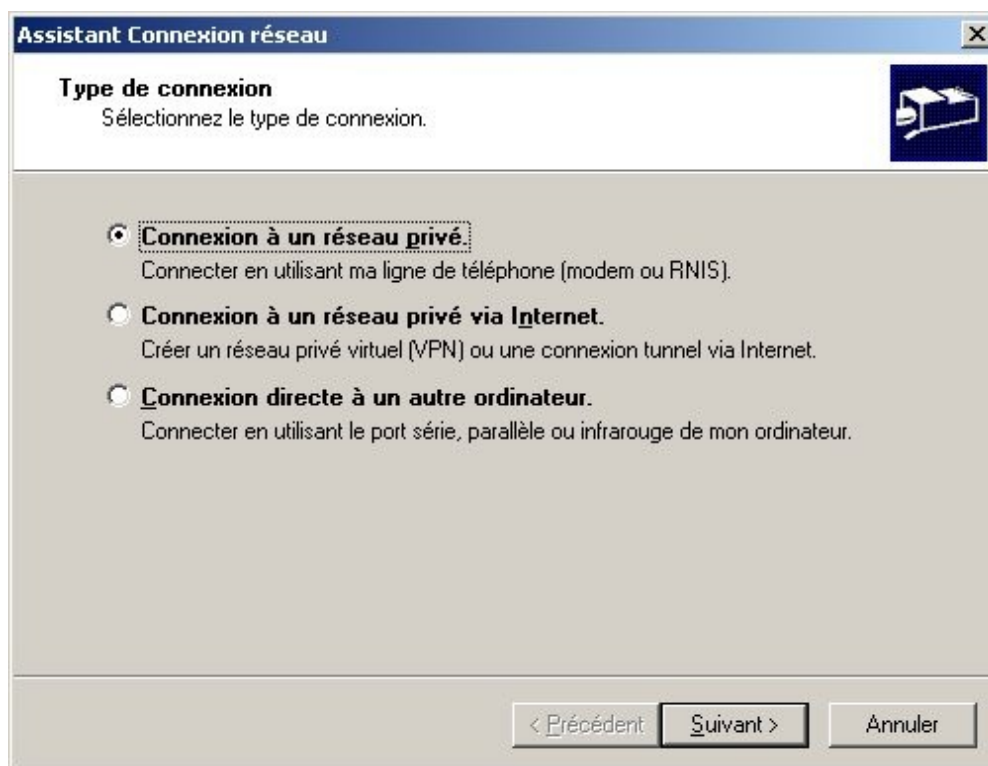 Assistant Connexion réseau
Type de connexion
Sélectionnez le type de connexion.
Connexion à un réseau privé.
Connecter en utilisant ma ligne de téléphone (modem ou RNIS).
Connexion à un réseau privé via Internet.
Créer un réseau privé virtuel (VPN) ou une connexion tunnel via Internet.
Connexion directe à un autre ordinateur.
Connecter en utilisant le port série, parallèle ou infrarouge de mon ordinateur.
< Précédent Suivant > Annuler